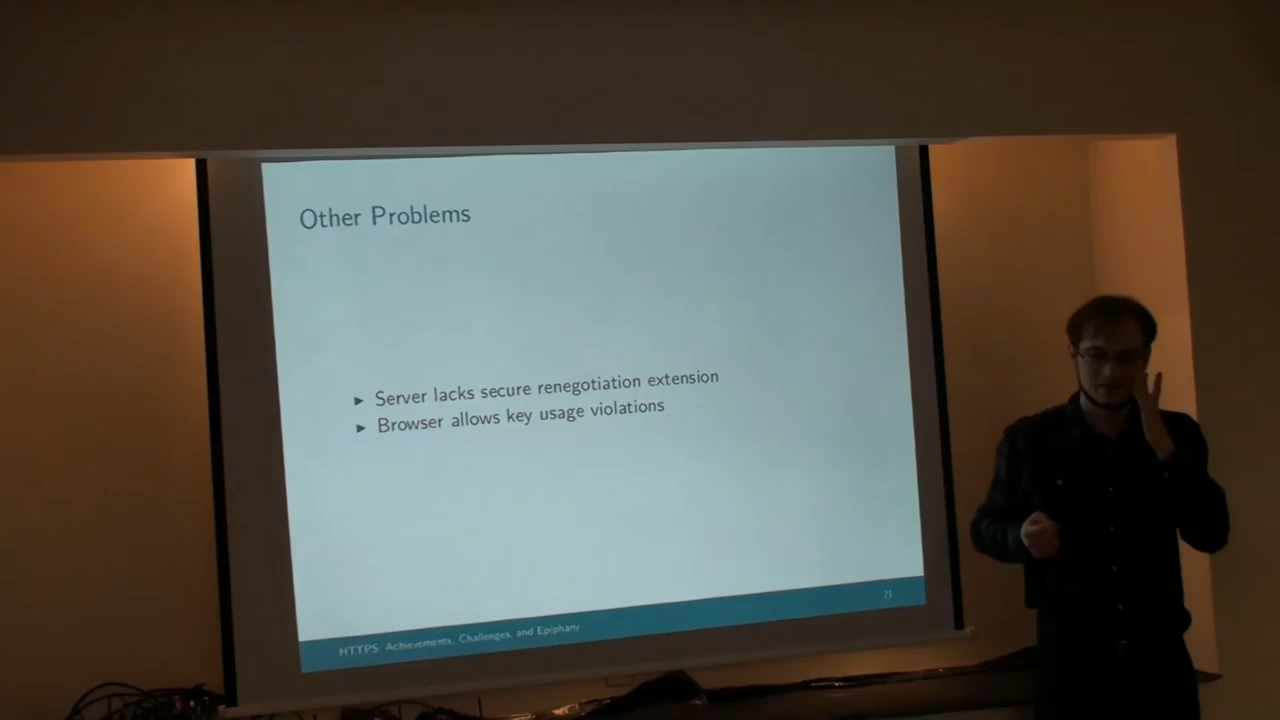 Other Problems
► Server lacks secure renegotiation extension
► Browser allows key usage violations
21
HTTPS: Achievements, Challenges, and Epiphany